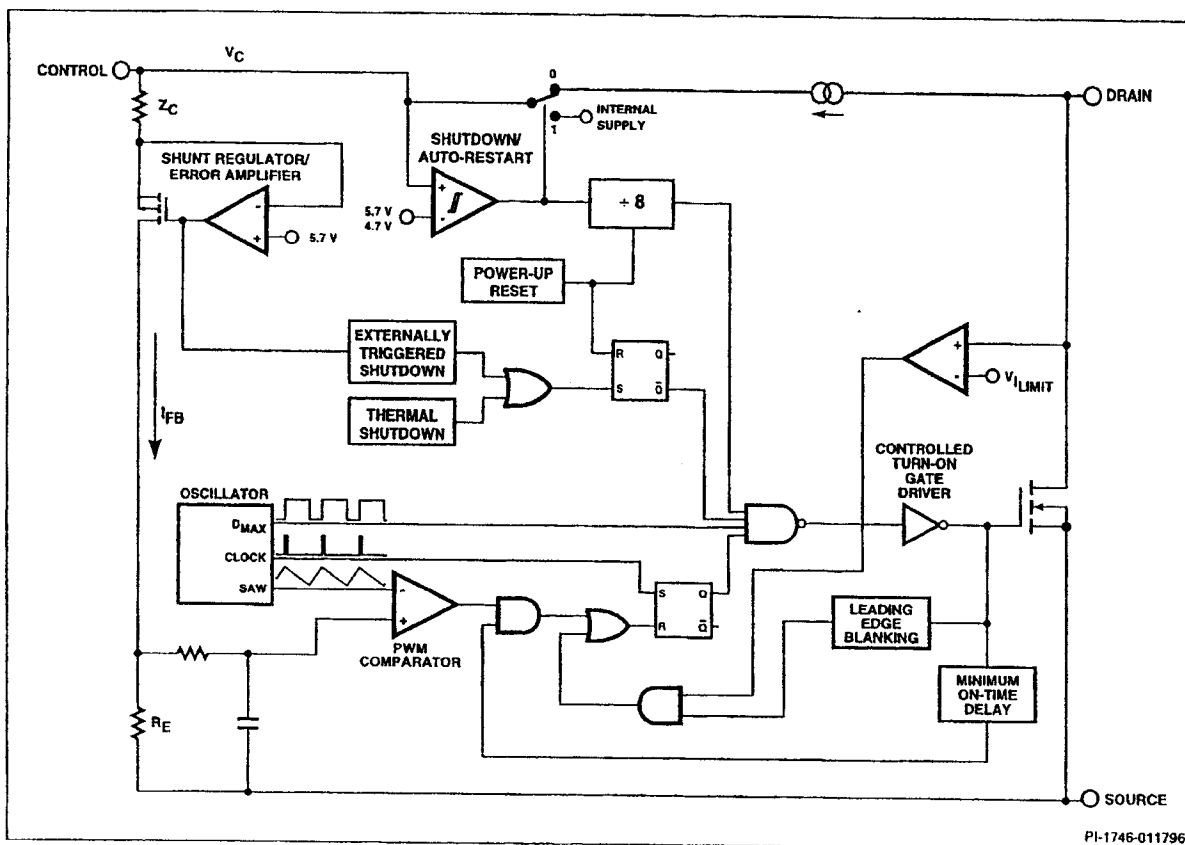 V_C
CONTROL
Z_C
0
1
INTERNAL
SUPPLY
DRAIN
SHUNT REGULATOR/
ERROR AMPLIFIER
-
+
5.7 V
SHUTDOWN/
AUTO-RESTART
+
-
5.7 V
4.7 V
÷ 8
POWER-UP
RESET
EXTERNALLY
TRIGGERED
SHUTDOWN
THERMAL
SHUTDOWN
R Q
S Q̅
+
-
V_I_LIMIT
I_FB
CONTROLLED
TURN-ON
GATE
DRIVER
OSCILLATOR
D_MAX
CLOCK
SAW
-
+
PWM
COMPARATOR
S Q
R Q̅
LEADING
EDGE
BLANKING
MINIMUM
ON-TIME
DELAY
R_E
SOURCE
PI-1746-011796